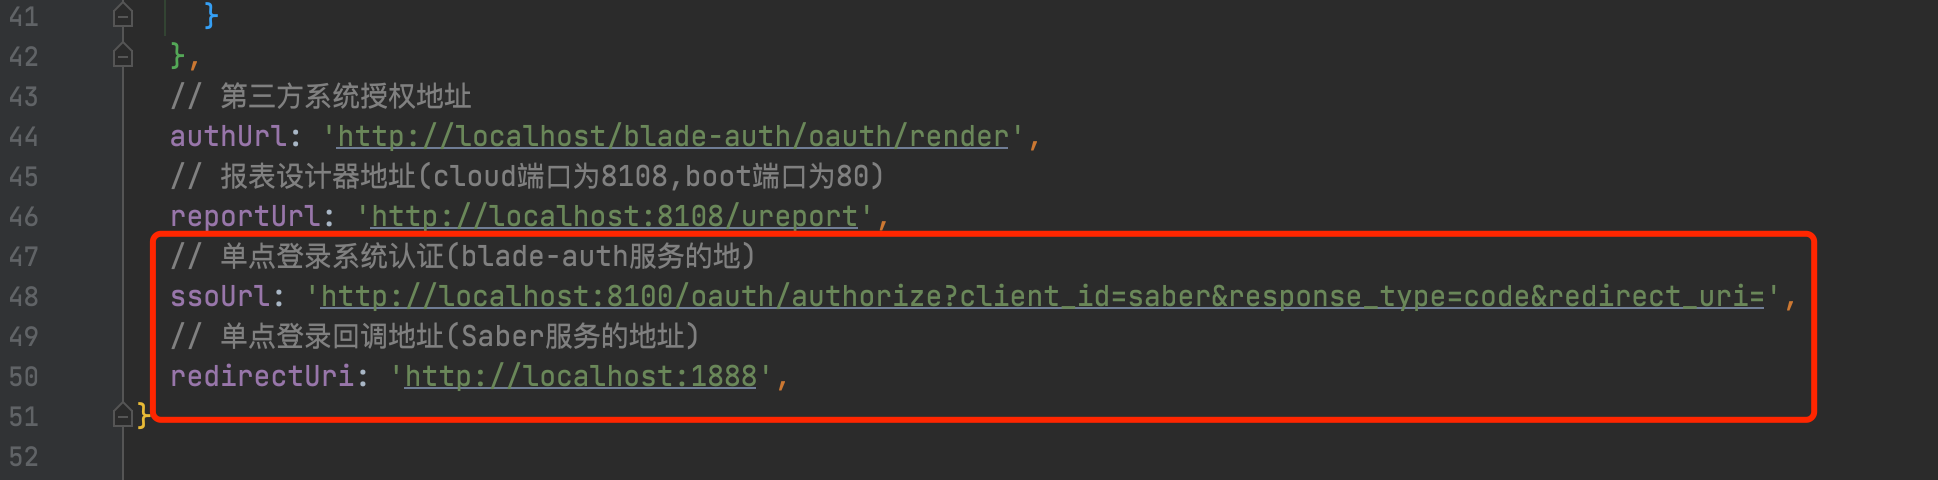 41 }
42 },
43 // 第三方系统授权地址
44 authUrl: 'http://localhost/blade-auth/oauth/render',
45 // 报表设计器地址(cloud端口为8108,boot端口为80)
46 reportUrl: 'http://localhost:8108/ureport',
47 // 单点登录系统认证(blade-auth服务的地)
48 ssoUrl: 'http://localhost:8100/oauth/authorize?client_id=saber&response_type=code&redirect_uri=',
49 // 单点登录回调地址(Saber服务的地址)
50 redirectUri: 'http://localhost:1888',
51 }
52